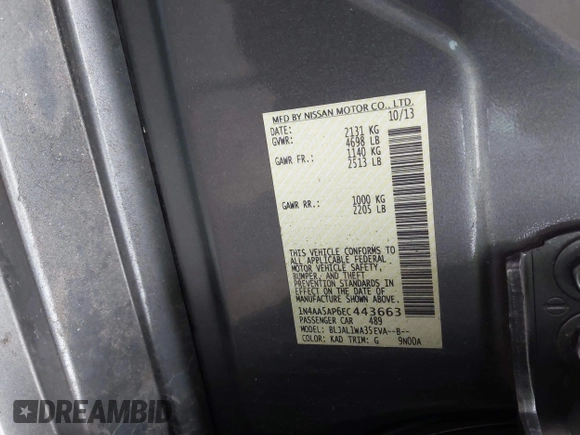 MFD BY NISSAN MOTOR CO., LTD.
10/13
DATE:
GVWR: 2131 KG
4698 LB
GAWR FR.: 1140 KG
2513 LB
GAWR RR.: 1000 KG
2205 LB
THIS VEHICLE CONFORMS TO
ALL APPLICABLE FEDERAL
MOTOR VEHICLE SAFETY,
BUMPER, AND THEFT
PREVENTION STANDARDS IN
EFFECT ON THE DATE OF
MANUFACTURE SHOWN ABOVE.
1N4AA5AP6EC443663
PASSENGER CAR 489
MODEL: BLJALIWA35EVA--B--
COLOR: KAD TRIM: G 9N00A
DREAMBID